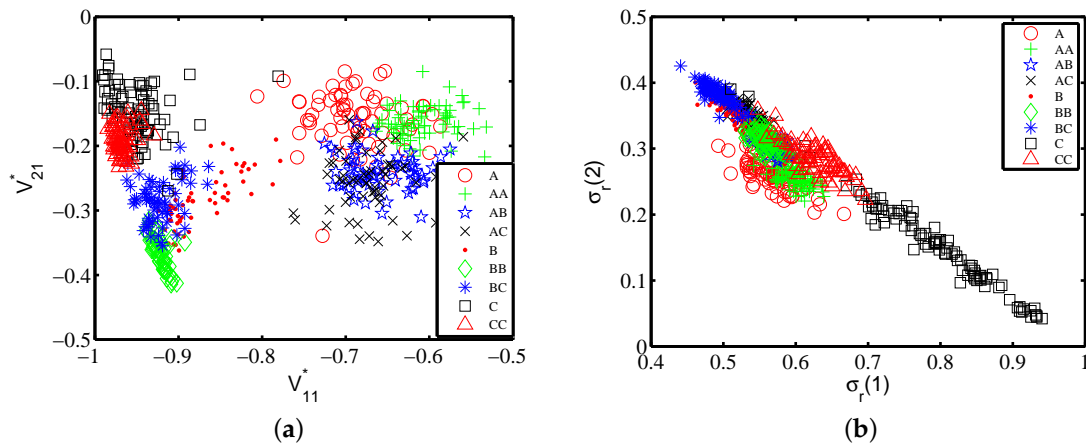 −0.1
−0.2
−0.3
−0.4
−0.5
V*21
−1 −0.9 −0.8 −0.7 −0.6 −0.5
V*11
A
AA
AB
AC
B
BB
BC
C
CC
(a)
0.5
0.4
0.3
0.2
0.1
0
σr(2)
0.4 0.5 0.6 0.7 0.8 0.9 1
σr(1)
A
AA
AB
AC
B
BB
BC
C
CC
(b)